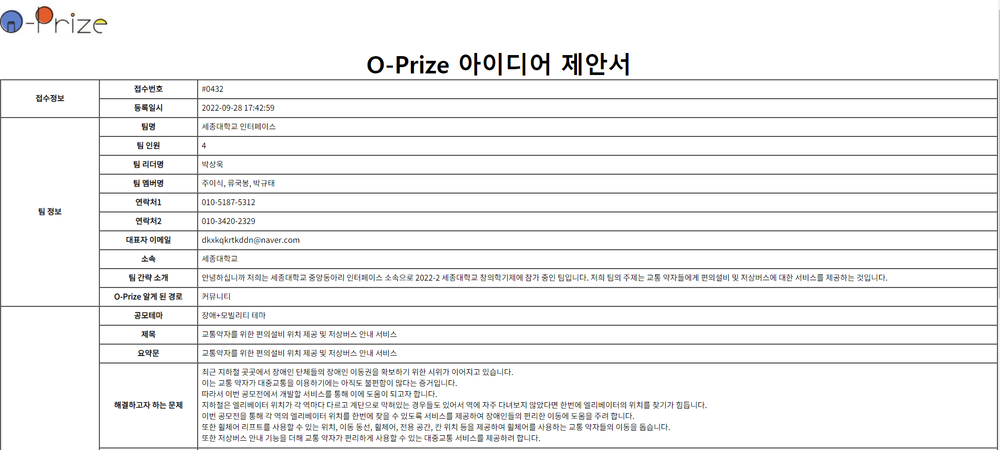 O-Prize
O-Prize 아이디어 제안서
접수정보
접수번호
#0432
등록일시
2022-09-28 17:42:59
팀 정보
팀명
세종대학교 인터페이스
팀 인원
4
팀 리더명
박상욱
팀 멤버명
주이식, 류국봉, 박규태
연락처1
010-5187-5312
연락처2
010-3420-2329
대표자 이메일
dkxkqkrtkddn@naver.com
소속
세종대학교
팀 간략 소개
안녕하십니까 저희는 세종대학교 중앙동아리 인터페이스 소속으로 2022-2 세종대학교 창의학기제에 참가 중인 팀입니다. 저희 팀의 주제는 교통 약자들에게 편의설비 및 저상버스에 대한 서비스를 제공하는 것입니다.
O-Prize 알게 된 경로
커뮤니티
공모테마
장애+모빌리티 테마
제목
교통약자를 위한 편의설비 위치 제공 및 저상버스 안내 서비스
요약문
교통약자를 위한 편의설비 위치 제공 및 저상버스 안내 서비스
해결하고자 하는 문제
최근 지하철 곳곳에서 장애인 단체들의 장애인 이동권을 확보하기 위한 시위가 이어지고 있습니다.
이는 교통 약자가 대중교통을 이용하기에는 아직도 불편함이 많다는 증거입니다.
따라서 이번 공모전에서 개발할 서비스를 통해 이에 도움이 되고자 합니다.
지하철은 엘리베이터 위치가 각 역마다 다르고 계단으로 막혀있는 경우들도 있어서 역에 자주 다녀보지 않았다면 한번에 엘리베이터의 위치를 찾기가 힘듭니다.
이번 공모전을 통해 각 역의 엘리베이터 위치를 한번에 찾을 수 있도록 서비스를 제공하여 장애인들의 편리한 이동에 도움을 주려 합니다.
또한 휠체어 리프트를 사용할 수 있는 위치, 이동 동선, 휠체어, 전용 공간, 칸 위치 등을 제공하여 휠체어를 사용하는 교통 약자들의 이동을 돕습니다.
또한 저상버스 안내 기능을 더해 교통 약자가 편리하게 사용할 수 있는 대중교통 서비스를 제공하려 합니다.